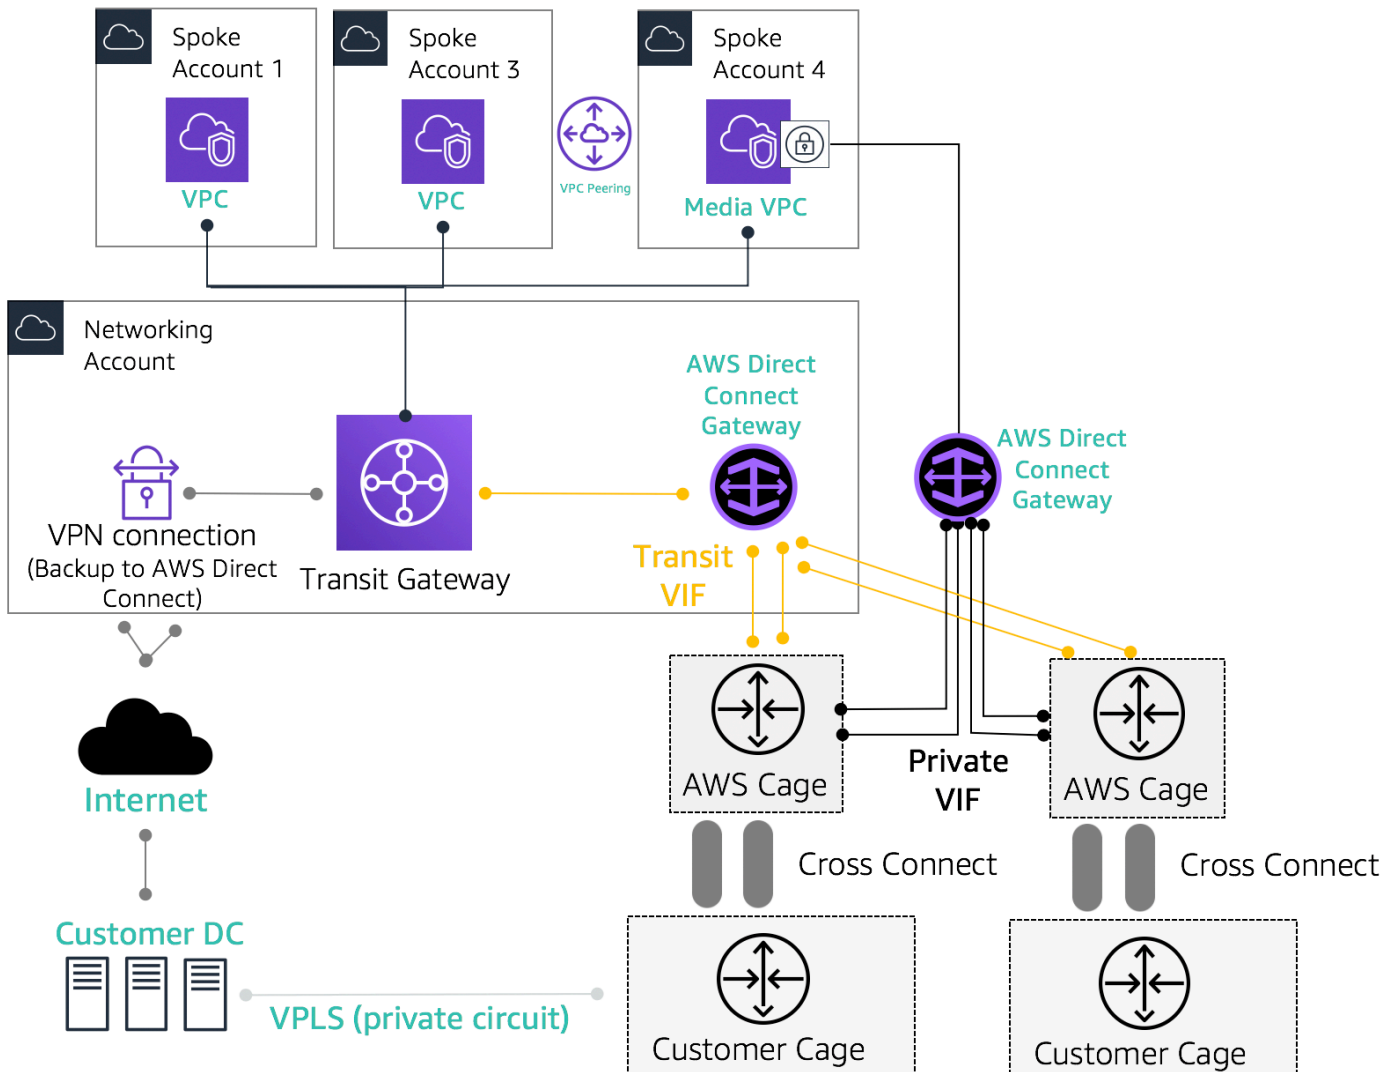 Spoke
Account 1
VPC
Spoke
Account 3
VPC
VPC Peering
Spoke
Account 4
Media VPC
Networking
Account
AWS Direct
Connect
Gateway
AWS Direct
Connect
Gateway
VPN connection
(Backup to AWS Direct
Connect)
Transit Gateway
Transit
VIF
Internet
AWS Cage
Private
VIF
AWS Cage
Cross Connect
Cross Connect
Customer DC
VPLS (private circuit)
Customer Cage
Customer Cage